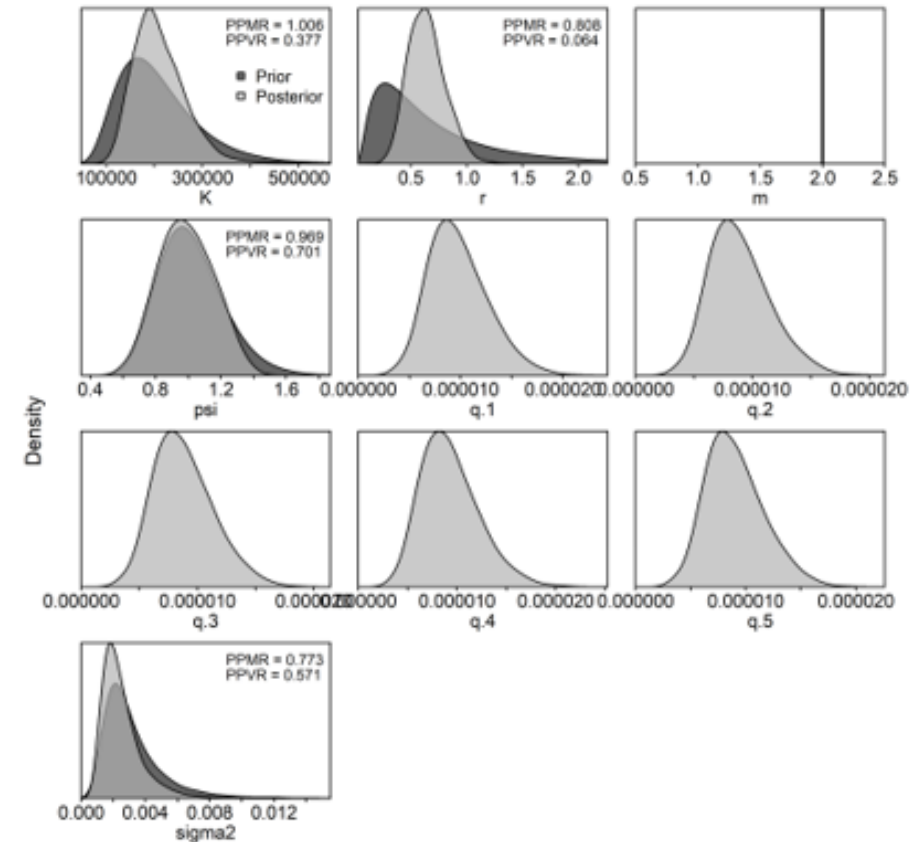 PPMR = 1.006
PPVR = 0.377
Prior
Posterior
100000 300000 500000
K
PPMR = 0.808
PPVR = 0.064
0.5 1.0 1.5 2.0
r
0.5 1.0 1.5 2.0 2.5
m
Density
PPMR = 0.969
PPVR = 0.701
0.4 0.8 1.2 1.6
psi
0.000000 0.000010 0.000020
q.1
0.000000 0.000010 0.000020
q.2
0.000000 0.000010
q.3
0.000010 0.000020
q.4
0.000000 0.000010 0.000020
q.5
PPMR = 0.773
PPVR = 0.571
0.000 0.004 0.008 0.012
sigma2